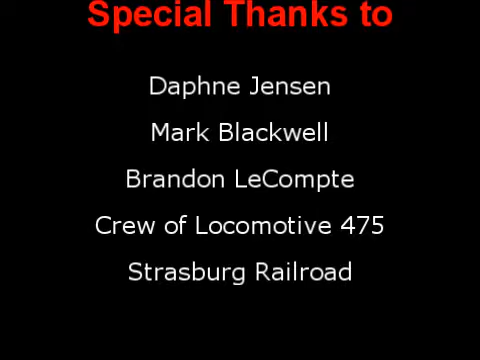 Special Thanks to
Daphne Jensen
Mark Blackwell
Brandon LeCompte
Crew of Locomotive 475
Strasburg Railroad